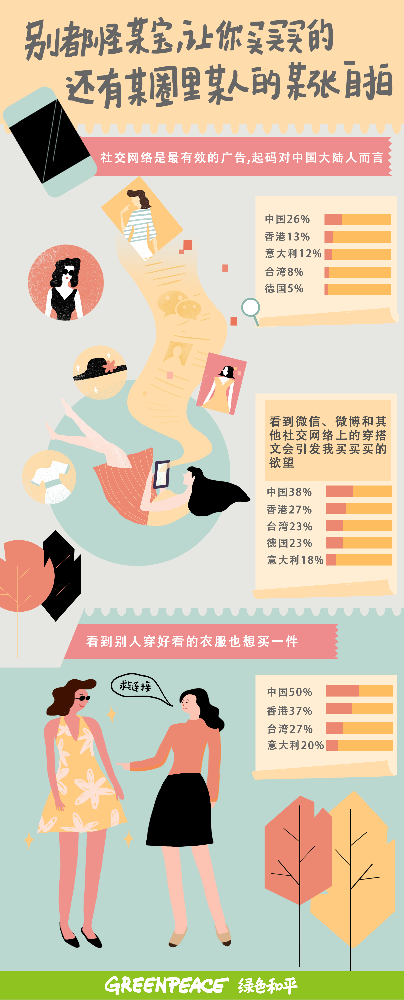 别都怪某宝,让你买买买的
还有某圈里某人的某张自拍
社交网络是最有效的广告,起码对中国大陆人而言
中国26%
香港13%
意大利12%
台湾8%
德国5%
看到微信、微博和其
他社交网络上的穿搭
文会引发我买买买的
欲望
中国38%
香港27%
台湾23%
德国23%
意大利18%
看到别人穿好看的衣服也想买一件
求链接
中国50%
香港37%
台湾27%
意大利20%
GREENPEACE 绿色和平